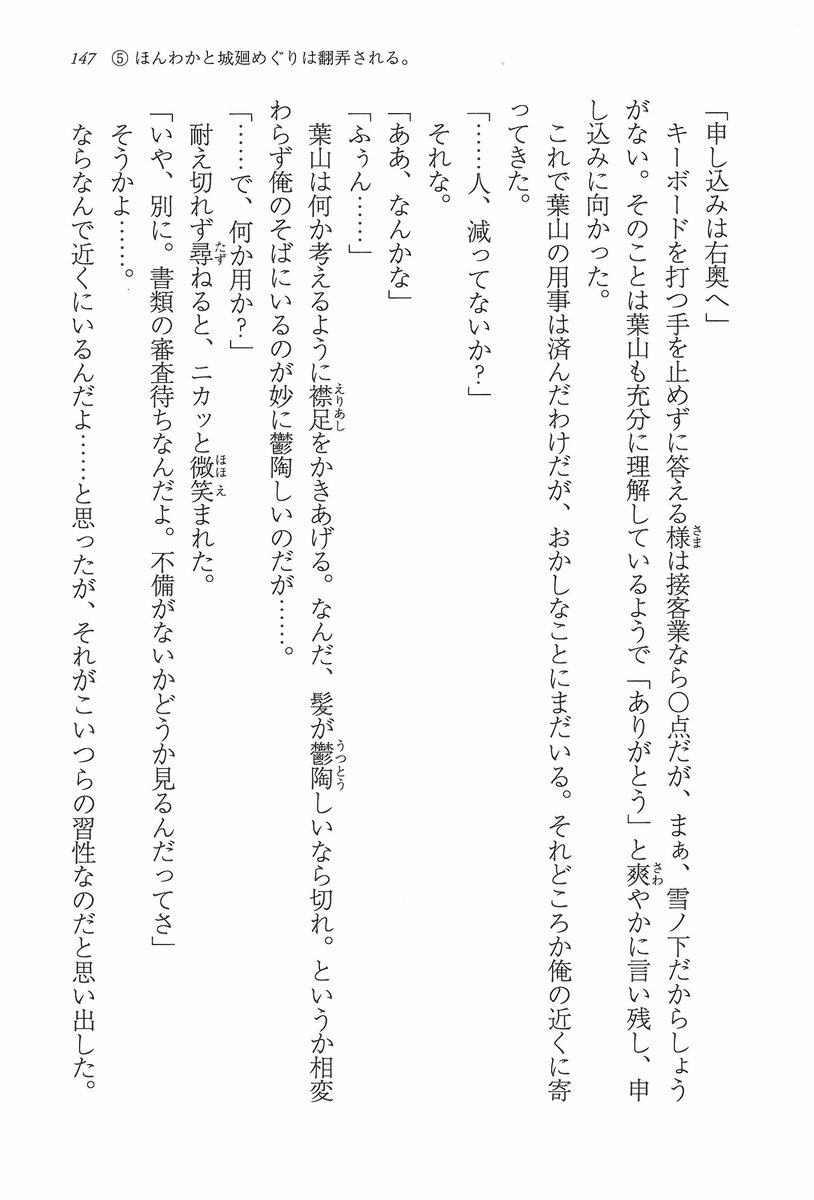 147 ⑤ ほんわかと城廻めぐりは翻弄される。
「申し込みは右奥へ」
　キーボードを打つ手を止めずに答える様は接客業なら〇点だが、まぁ、雪ノ下だからしょう
がない。そのことは葉山も充分に理解しているようで「ありがとう」と爽やかに言い残し、申
し込みに向かった。
　これで葉山の用事は済んだわけだが、おかしなことにまだいる。それどころか俺の近くに寄
ってきた。
「……人、減ってないか？」
　それな。
「ああ、なんかな」
「ふぅん……」
　葉山は何か考えるように襟足をかきあげる。なんだ、髪が鬱陶しいなら切れ。というか相変
わらず俺のそばにいるのが妙に鬱陶しいのだが……。
「……で、何か用か？」
　耐え切れず尋ねると、ニカッと微笑まれた。
「いや、別に。書類の審査待ちなんだよ。不備がないかどうか見るんだってさ」
　そうかよ……。
　ならなんで近くにいるんだよ……と思ったが、それがこいつらの習性なのだと思い出した。